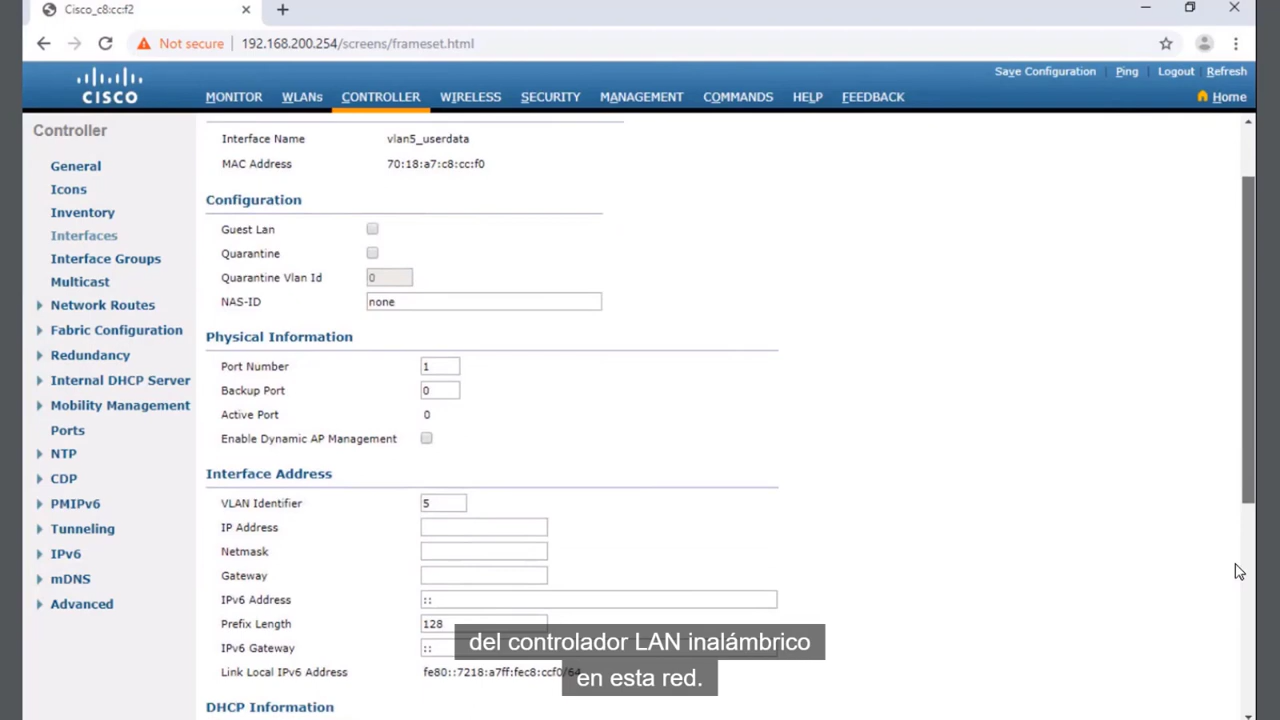 Cisco_c8:cc:f2
Not secure 192.168.200.254/screens/frameset.html
Save Configuration Ping Logout Refresh
CISCO MONITOR WLANs CONTROLLER WIRELESS SECURITY MANAGEMENT COMMANDS HELP FEEDBACK Home
Controller
General
Icons
Inventory
Interfaces
Interface Groups
Multicast
Network Routes
Fabric Configuration
Redundancy
Internal DHCP Server
Mobility Management
Ports
NTP
CDP
PMIPv6
Tunneling
IPv6
mDNS
Advanced
Interface Name vlan5_userdata
MAC Address 70:18:a7:c8:cc:f0
Configuration
Guest Lan
Quarantine
Quarantine Vlan Id 0
NAS-ID none
Physical Information
Port Number 1
Backup Port 0
Active Port 0
Enable Dynamic AP Management
Interface Address
VLAN Identifier 5
IP Address
Netmask
Gateway
IPv6 Address ::
Prefix Length 128
IPv6 Gateway ::
Link Local IPv6 Address fe80::7218:a7ff:fec8:ccf0/64
DHCP Information
del controlador LAN inalámbrico
en esta red.